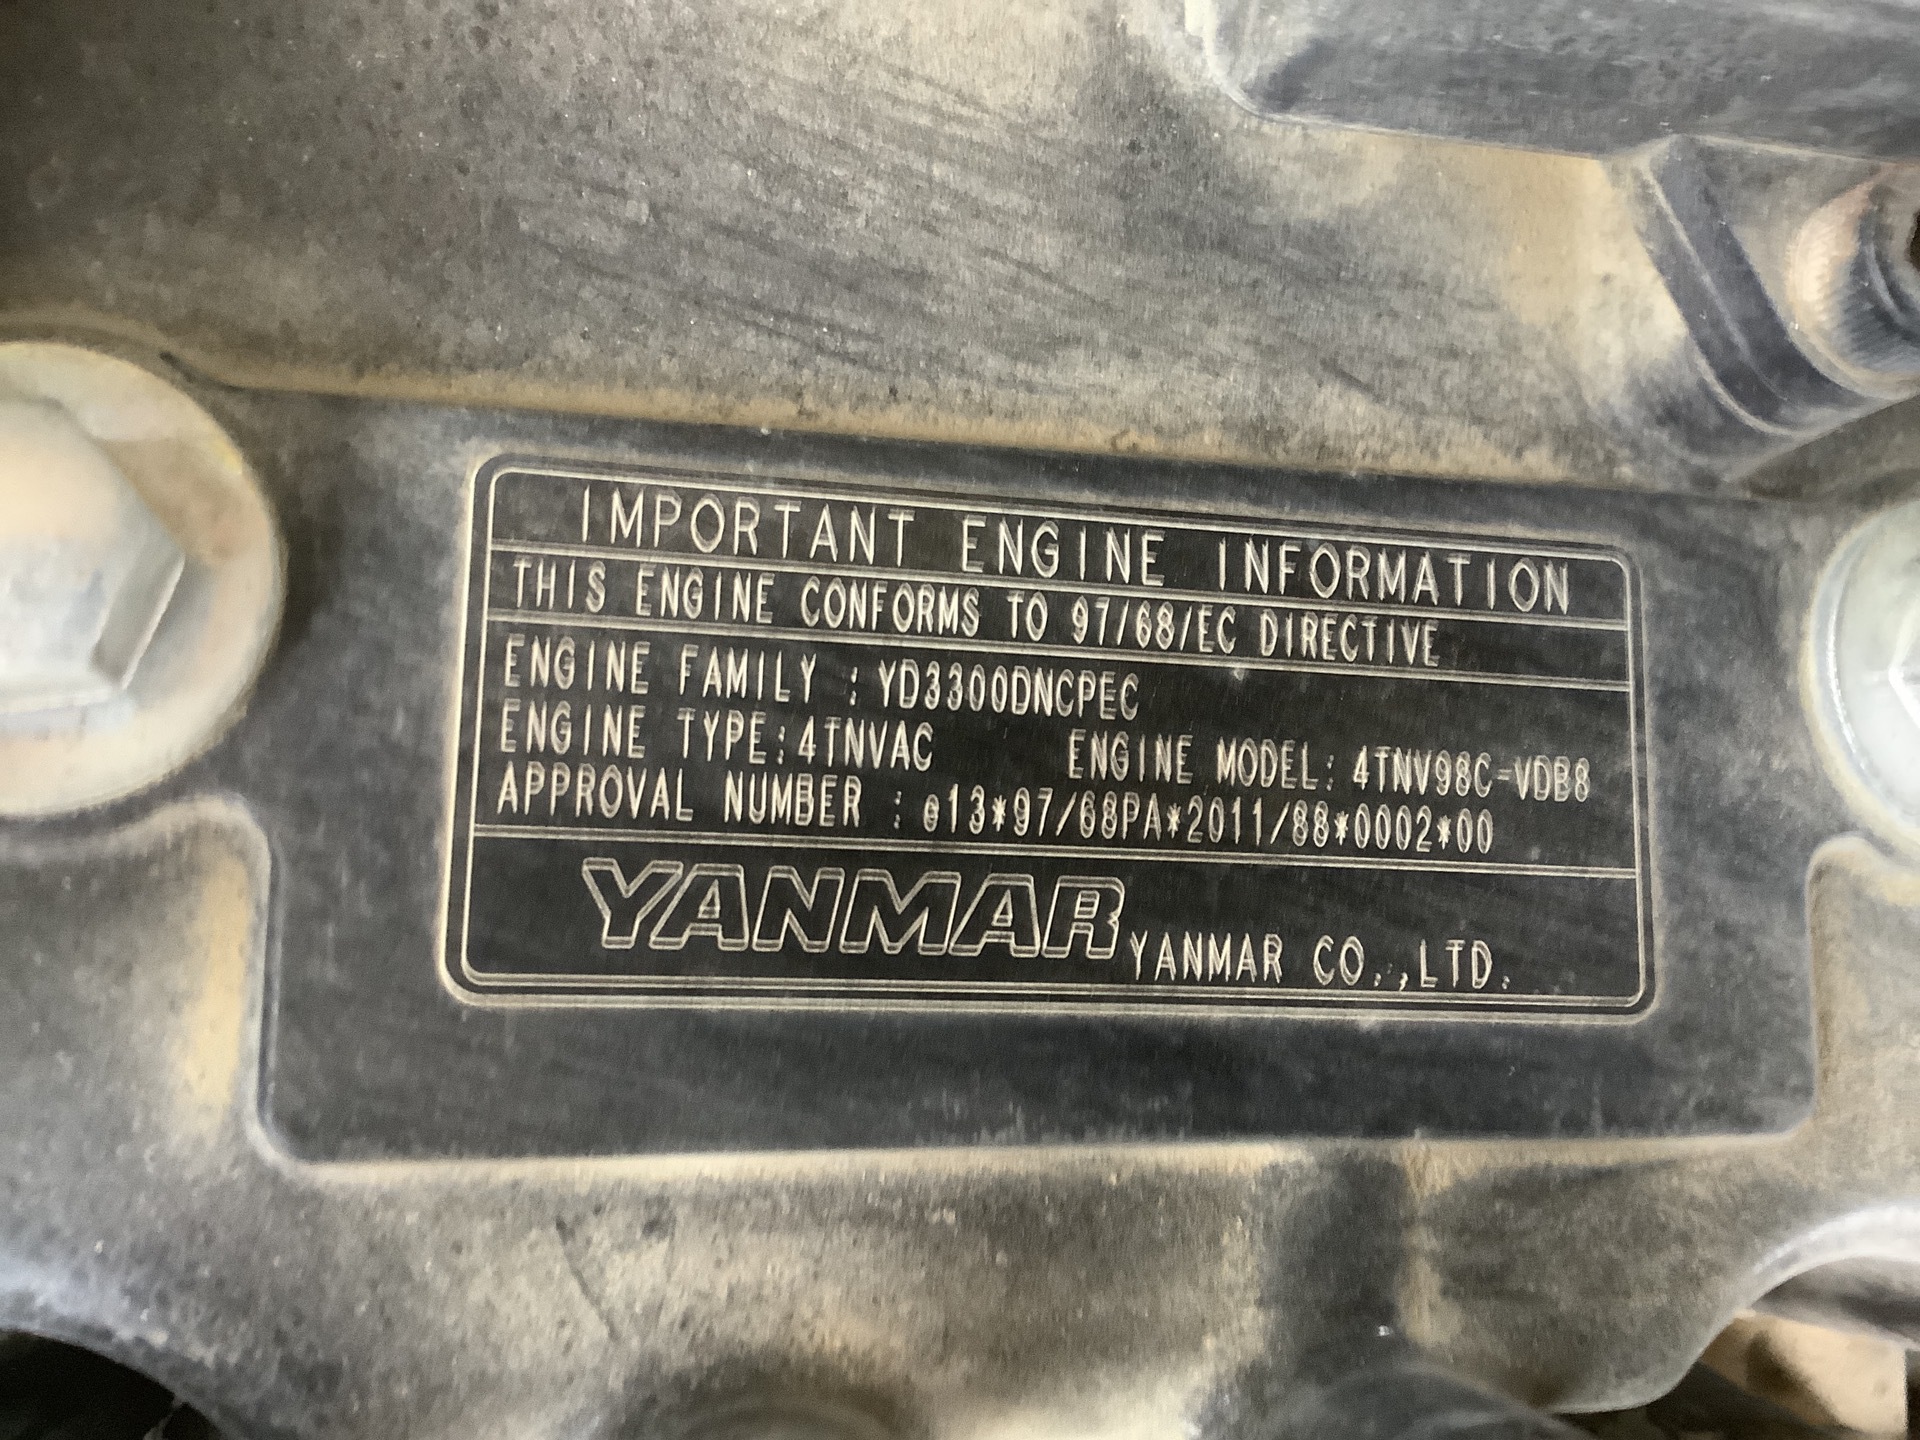 IMPORTANT ENGINE INFORMATION
THIS ENGINE CONFORMS TO 97/68/EC DIRECTIVE
ENGINE FAMILY : YD3300DNCPEC
ENGINE TYPE:4TNVAC ENGINE MODEL: 4TNV98C-VDB8
APPROVAL NUMBER : e13*97/68PA*2011/88*0002*00
YANMAR YANMAR CO.,LTD.